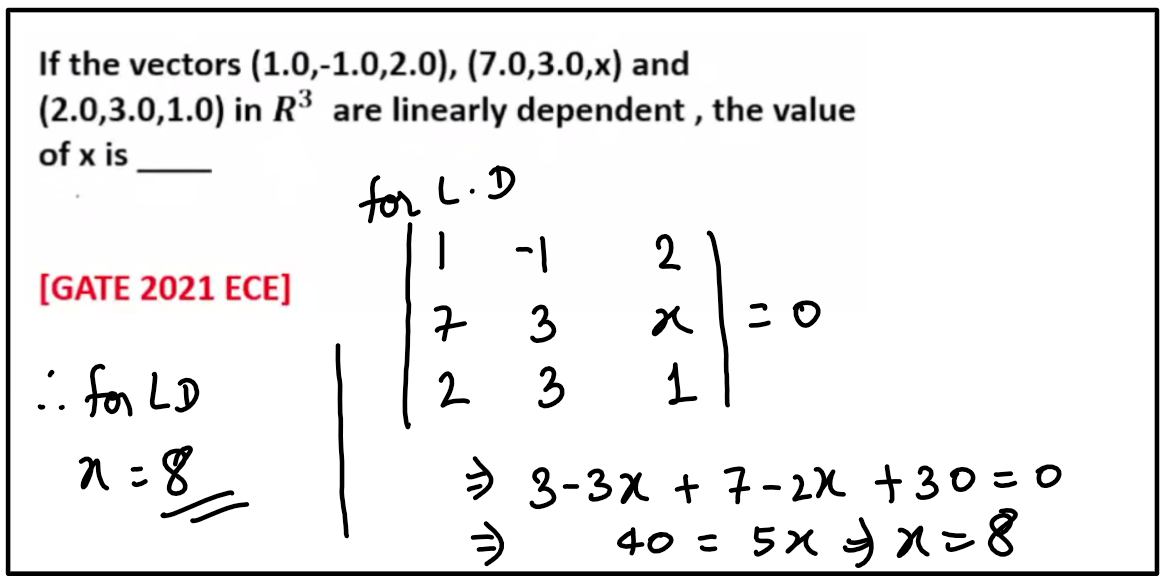 If the vectors (1.0,-1.0,2.0), (7.0,3.0,x) and
(2.0,3.0,1.0) in R³ are linearly dependent , the value
of x is ____
for L.D
| 1 -1 2 |
[GATE 2021 ECE]
| 7 3 x | = 0
| 2 3 1 |
⇒ 3-3x + 7-2x +30 = 0
⇒ 40 = 5x ⇒ x = 8
∴ for LD
x = 8